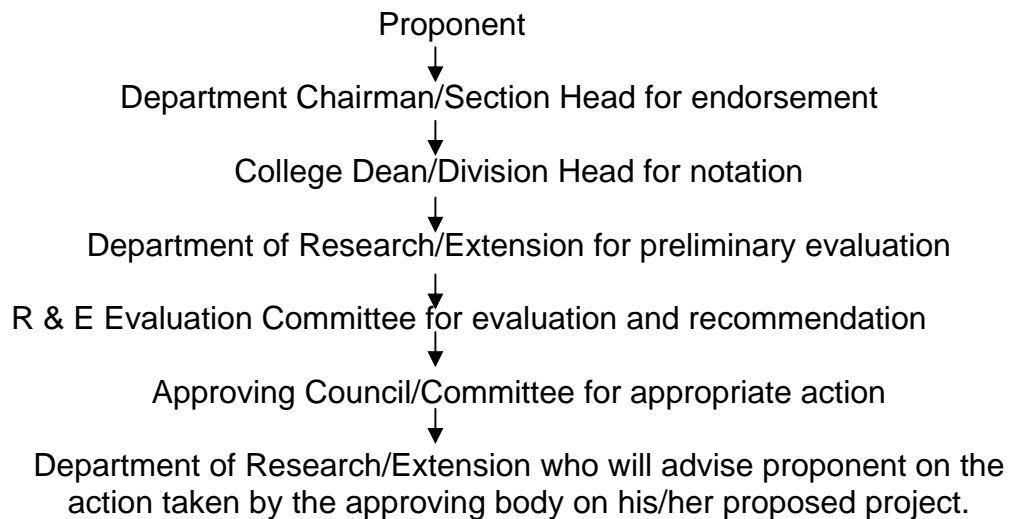 Proponent
Department Chairman/Section Head for endorsement
College Dean/Division Head for notation
Department of Research/Extension for preliminary evaluation
R & E Evaluation Committee for evaluation and recommendation
Approving Council/Committee for appropriate action
Department of Research/Extension who will advise proponent on the
action taken by the approving body on his/her proposed project.